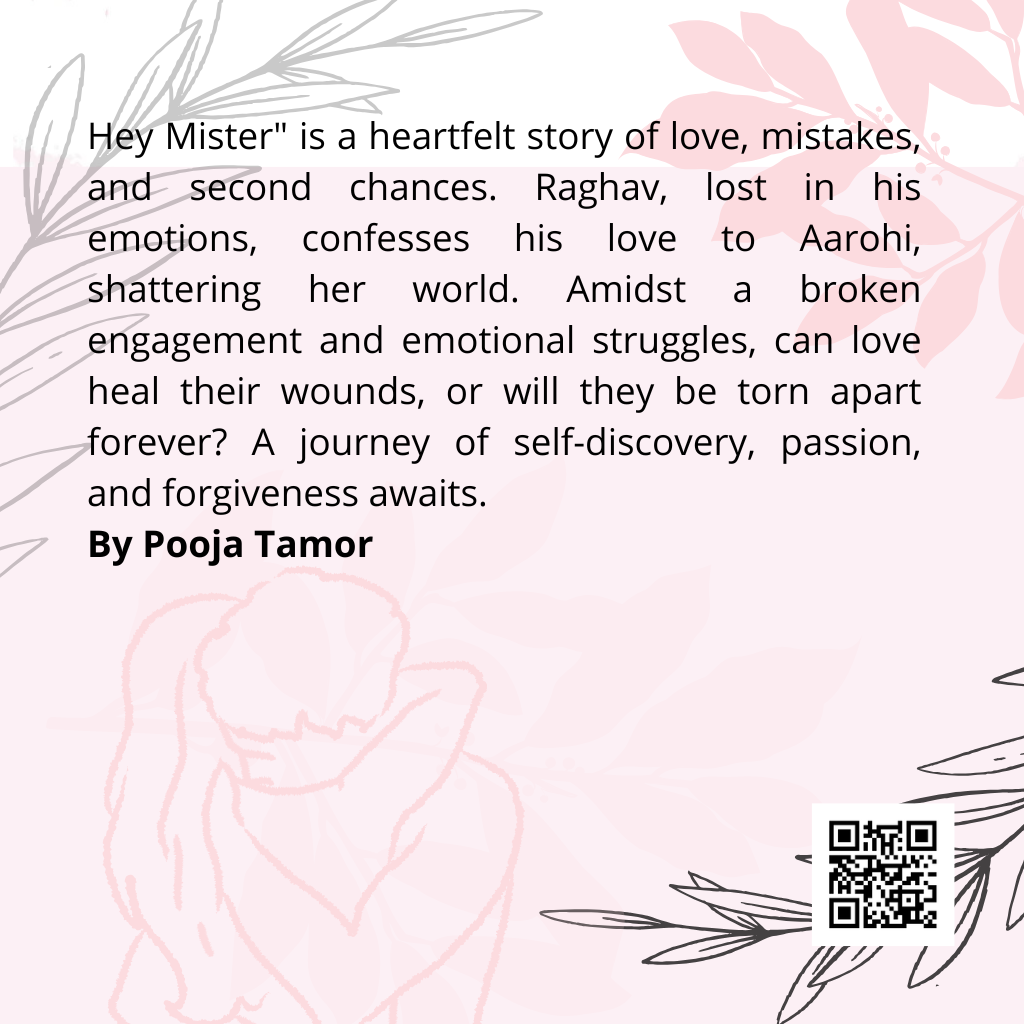 Hey Mister" is a heartfelt story of love, mistakes,
and second chances. Raghav, lost in his
emotions, confesses his love to Aarohi,
shattering her world. Amidst a broken
engagement and emotional struggles, can love
heal their wounds, or will they be torn apart
forever? A journey of self-discovery, passion,
and forgiveness awaits.
By Pooja Tamor